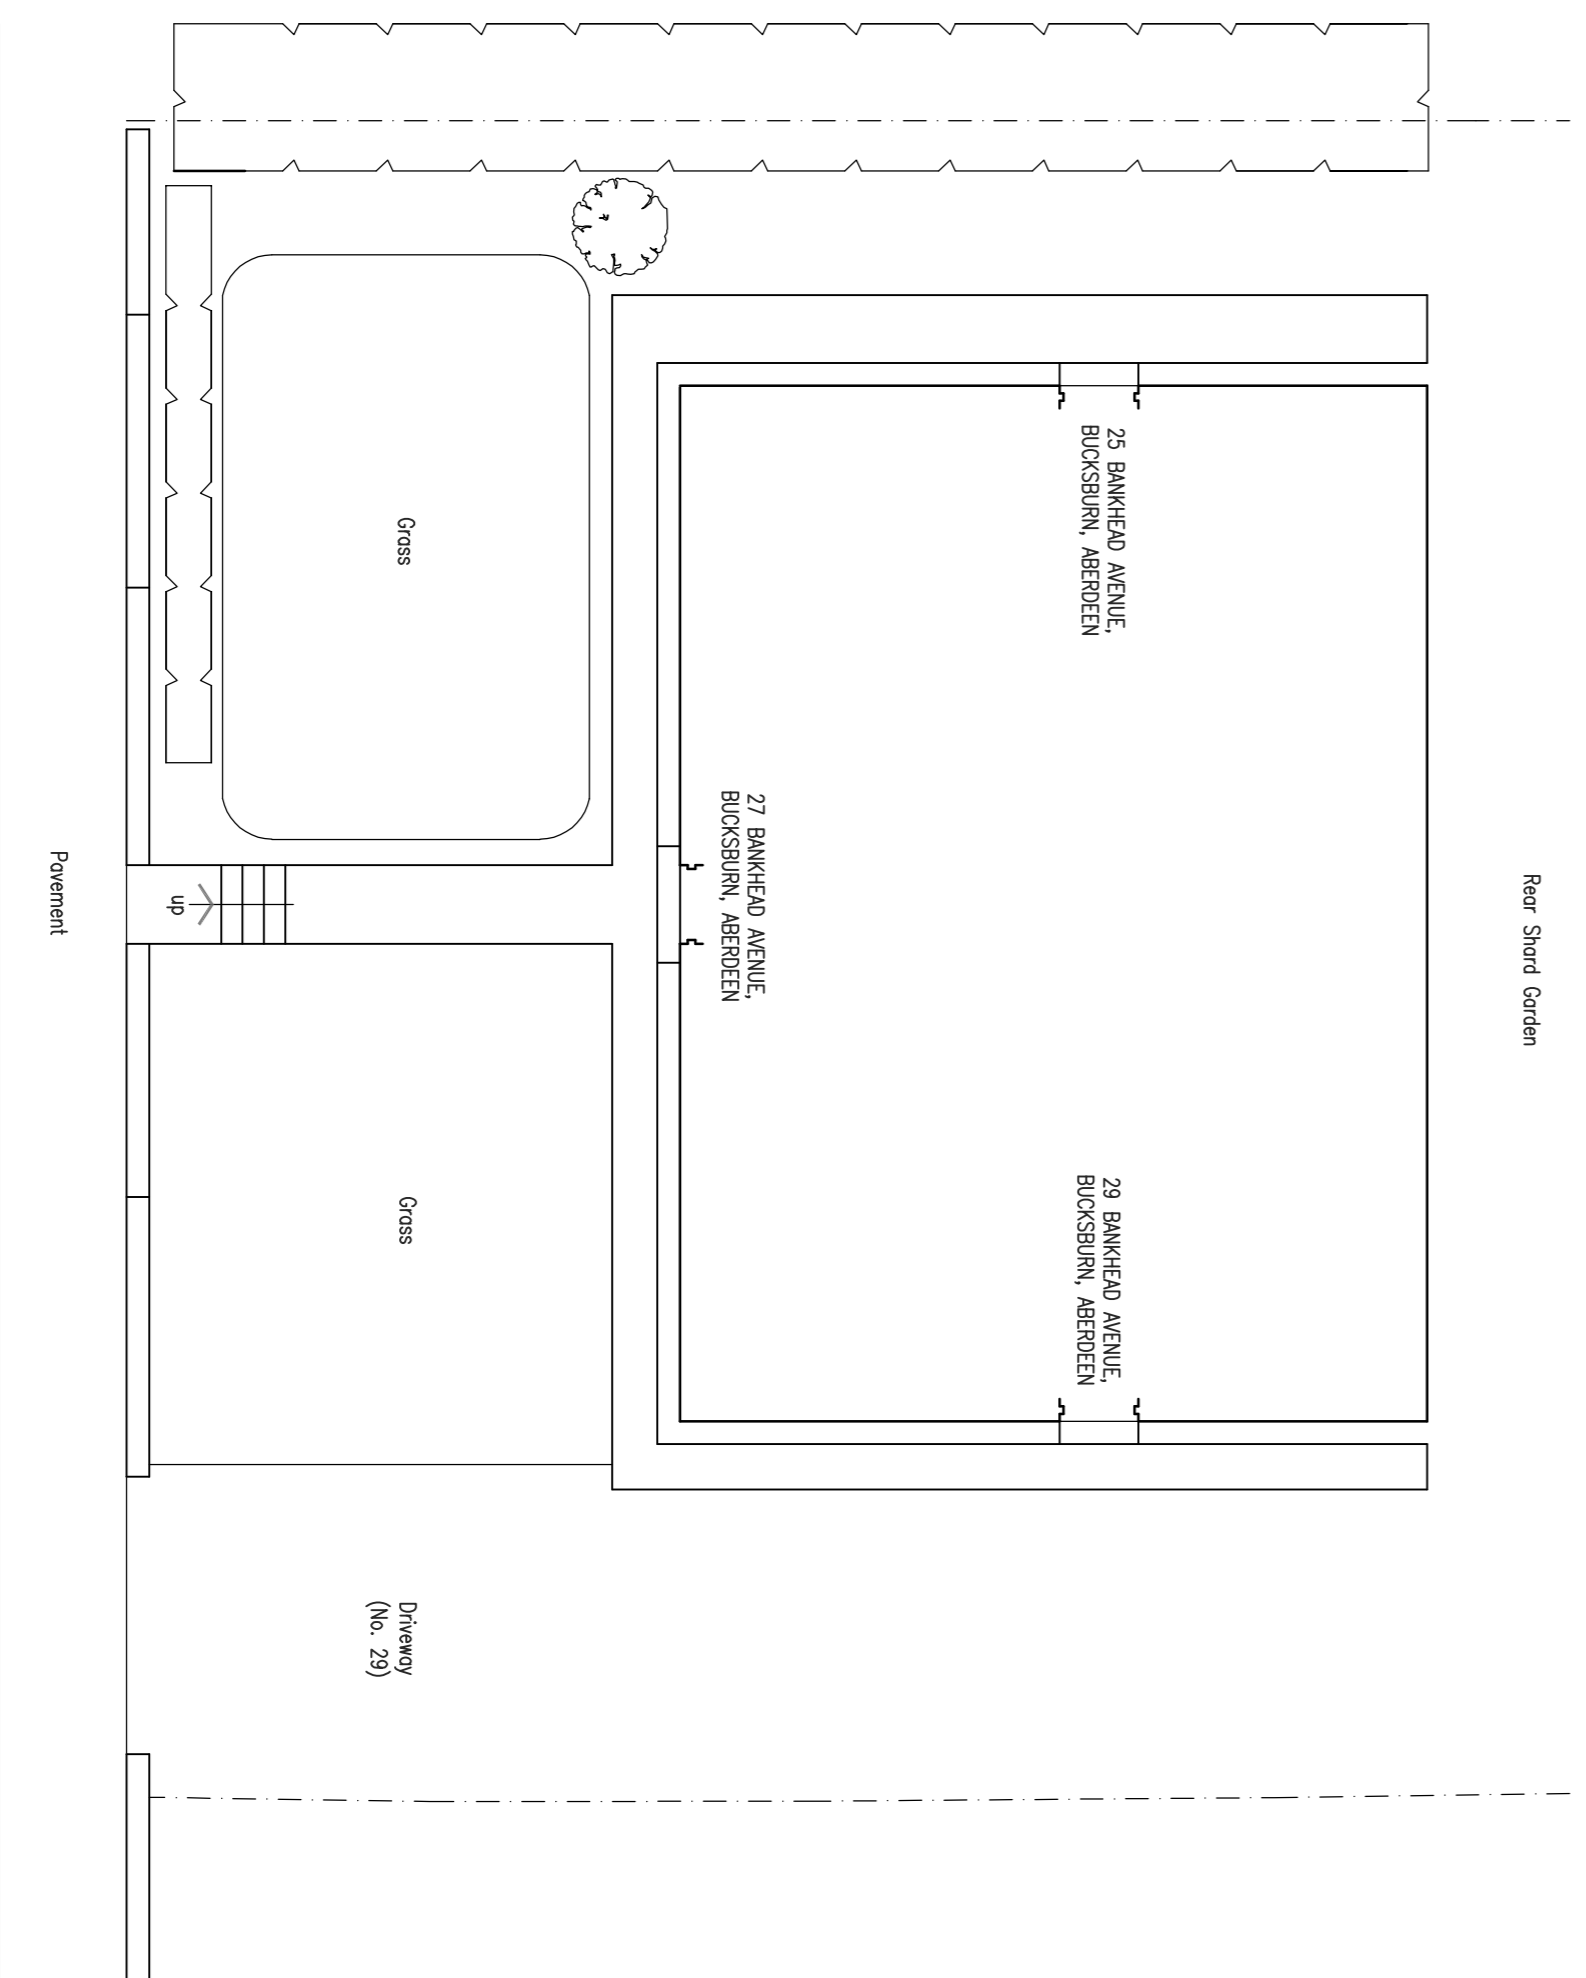 Rear Shard Garden
25 BANKHEAD AVENUE,
BUCKSBURN, ABERDEEN
29 BANKHEAD AVENUE,
BUCKSBURN, ABERDEEN
27 BANKHEAD AVENUE,
BUCKSBURN, ABERDEEN
Grass
Grass
Driveway
(No. 29)
up
Pavement